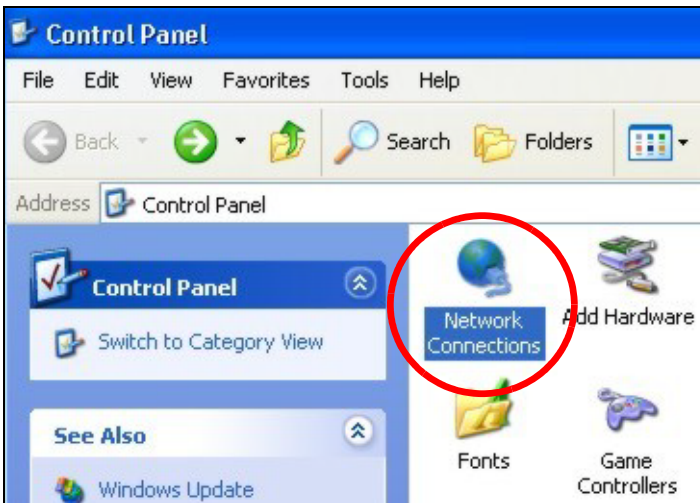 Control Panel
File Edit View Favorites Tools Help
Back Search Folders
Address Control Panel
Control Panel
Switch to Category View
See Also
Windows Update
Network
Connections
Add Hardware
Fonts
Game
Controllers